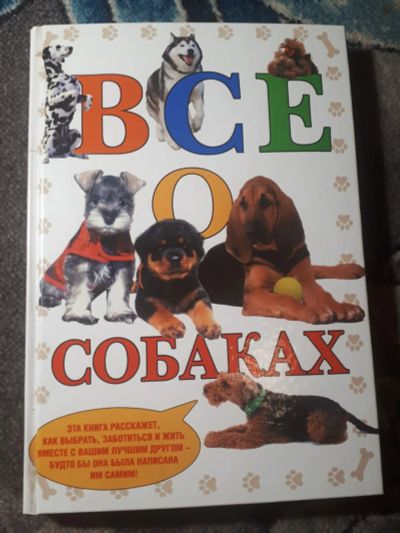 ВСЕ
О
СОБАКАХ
ЭТА КНИГА РАССКАЖЕТ,
КАК ВЫБРАТЬ, ЗАБОТИТЬСЯ И ЖИТЬ
ВМЕСТЕ С ВАШИМ ЛУЧШИМ ДРУГОМ –
БУДТО БЫ ОНА БЫЛА НАПИСАНА
ИМ САМИМ!